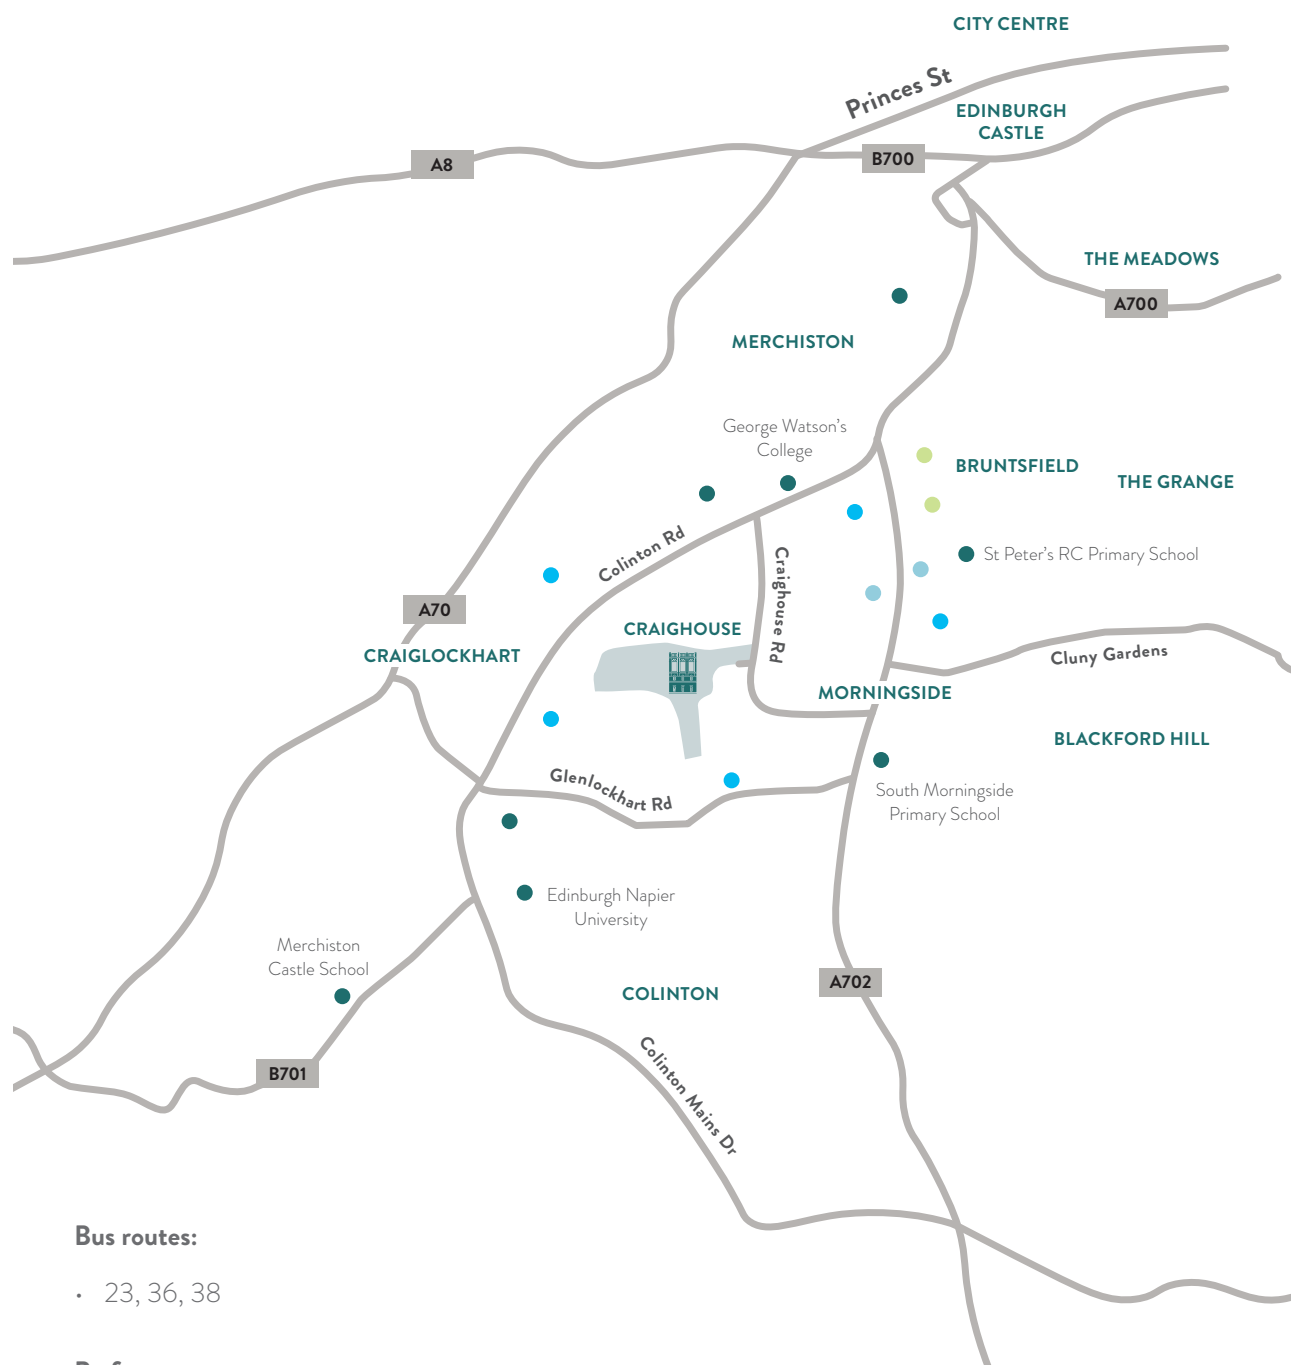 CITY CENTRE
Princes St
EDINBURGH
CASTLE
A8
B700
THE MEADOWS
A700
MERCHISTON
George Watson's
College
BRUNTSFIELD
THE GRANGE
Colinton Rd
Craighouse Rd
St Peter's RC Primary School
A70
CRAIGHOUSE
CRAIGLOCKHART
Cluny Gardens
MORNINGSIDE
BLACKFORD HILL
Glenlockhart Rd
South Morningside
Primary School
Edinburgh Napier
University
Merchiston
Castle School
A702
COLINTON
Colinton Mains Dr
B701
Bus routes:
• 23, 36, 38